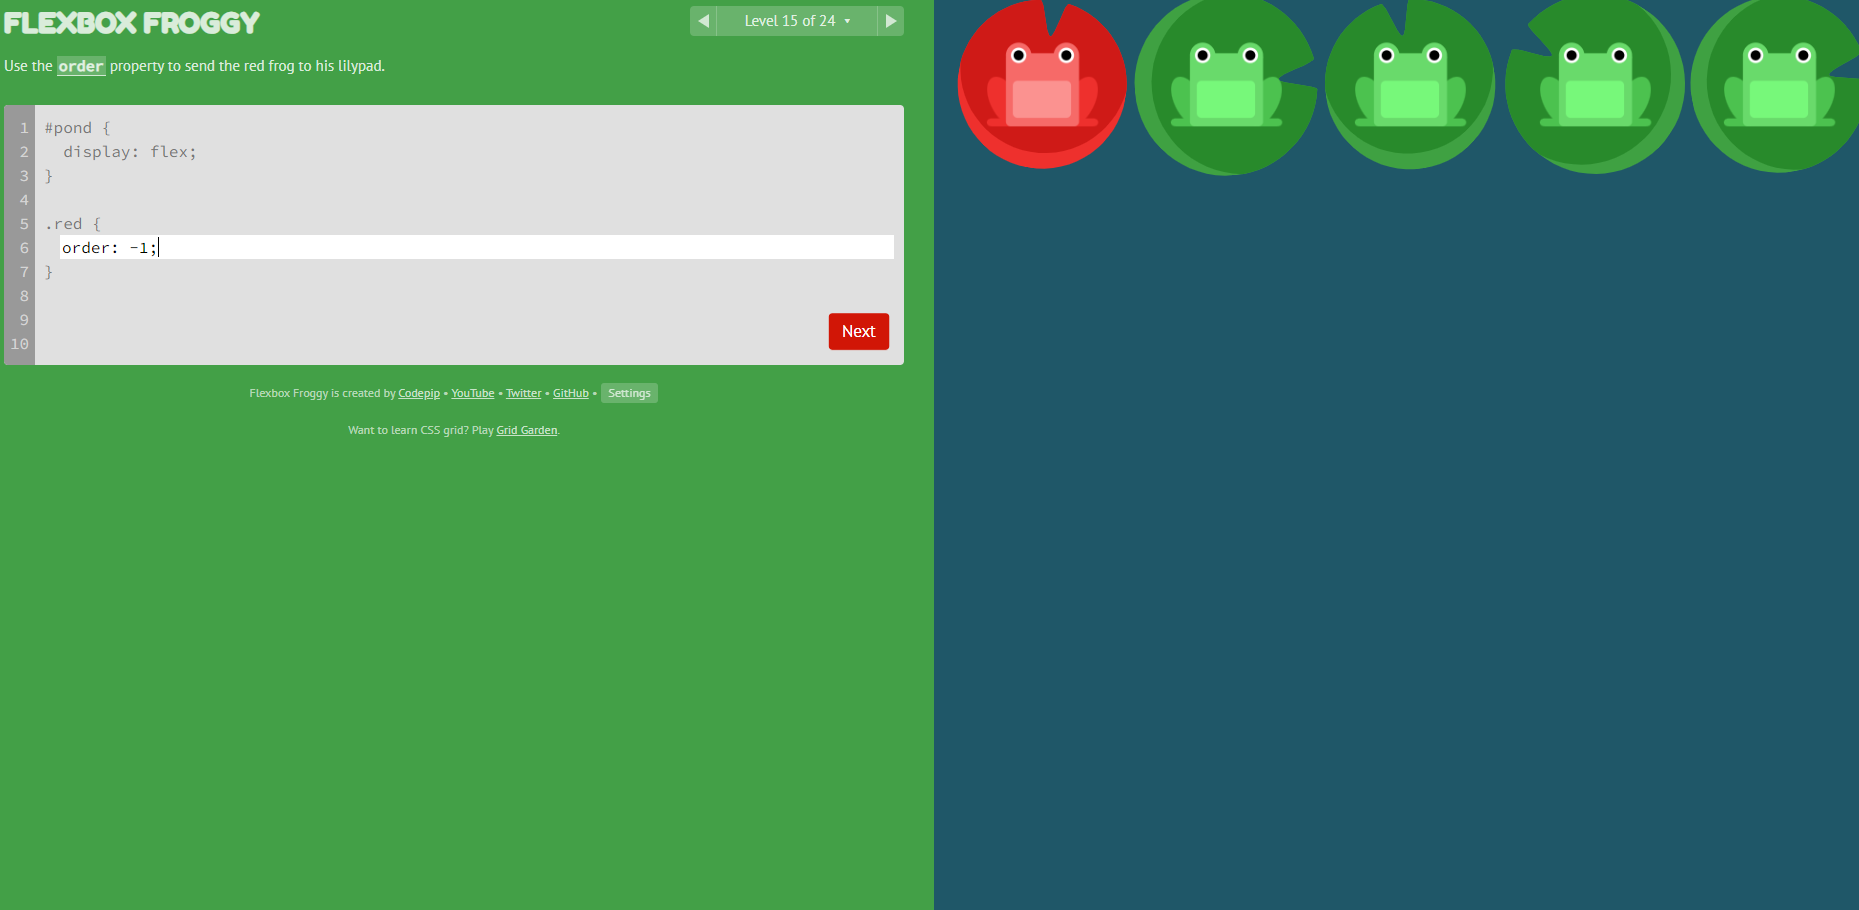 FLEXBOX FROGGY
Level 15 of 24
Use the order property to send the red frog to his lilypad.
1 #pond {
2 display: flex;
3 }
4
5 .red {
6 order: -1;
7 }
8
9
10
Next
Flexbox Froggy is created by Codepip • YouTube • Twitter • GitHub • Settings
Want to learn CSS grid? Play Grid Garden.